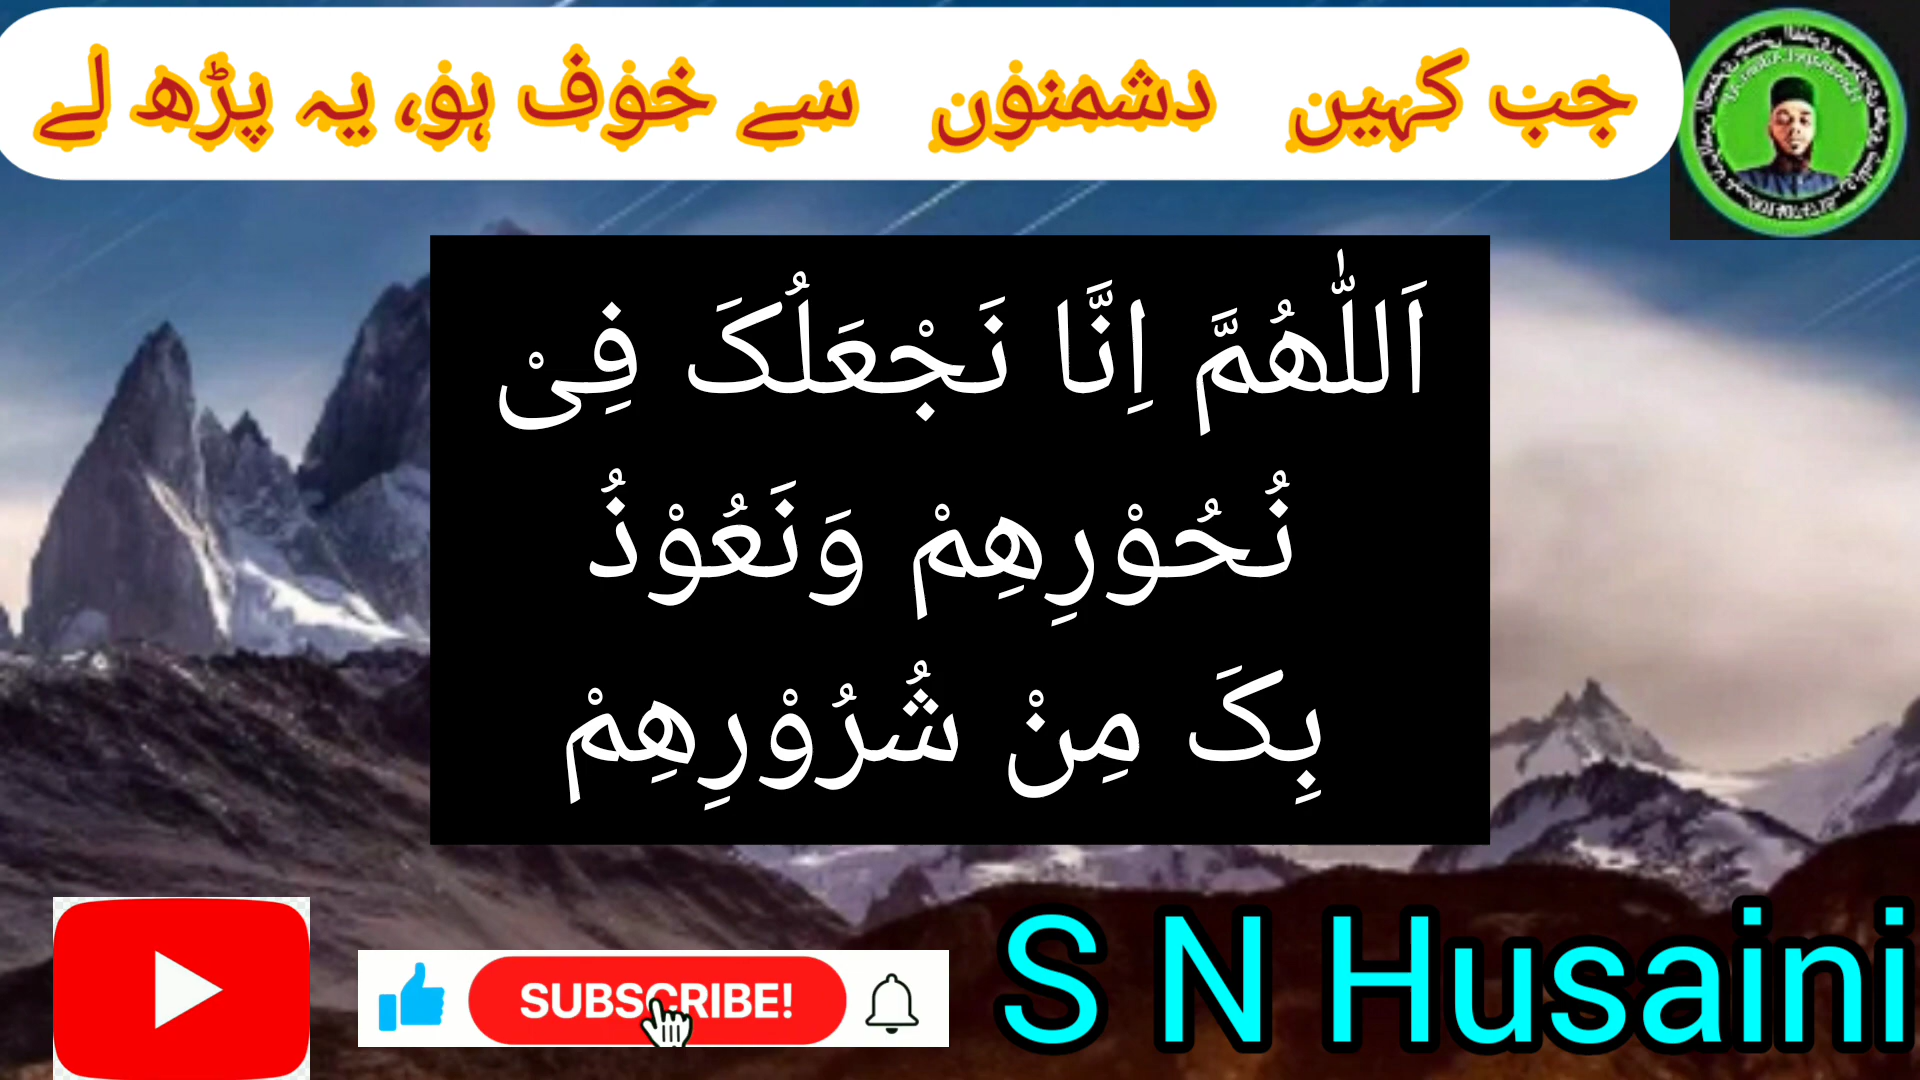 جب کہیں دشمنوں سے خوف ہو، یہ پڑھ لے
اَللّٰھُمَّ اِنَّا نَجْعَلُکَ فِیْ
نُحُوْرِھِمْ وَنَعُوْذُ
بِکَ مِنْ شُرُوْرِھِمْ
SUBSCRIBE!
S N Husaini